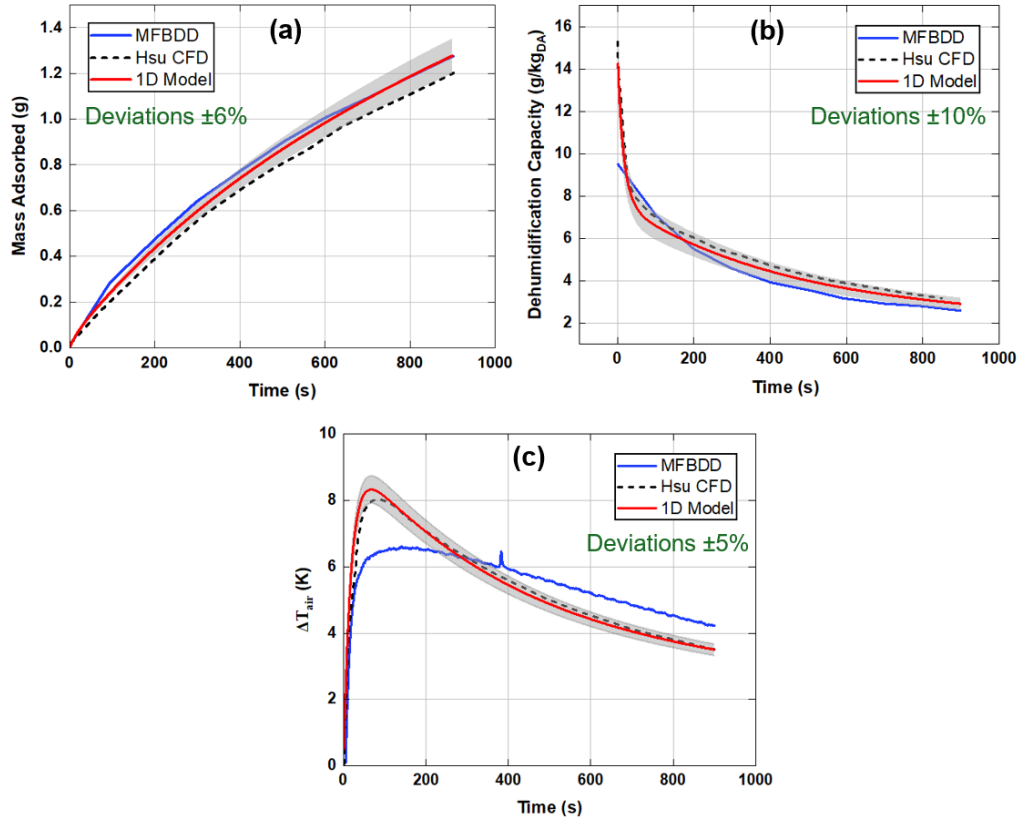 (a)
MFBDD
Hsu CFD
1D Model
Deviations ±6%
Mass Adsorbed (g)
1.4
1.2
1.0
0.8
0.6
0.4
0.2
0.0
0
200
400
600
800
1000
Time (s)
(b)
MFBDD
Hsu CFD
1D Model
Deviations ±10%
Dehumidification Capacity (g/kg_DA)
16
14
12
10
8
6
4
2
0
200
400
600
800
1000
Time (s)
(c)
MFBDD
Hsu CFD
1D Model
Deviations ±5%
ΔT_air (K)
10
8
6
4
2
0
0
200
400
600
800
1000
Time (s)